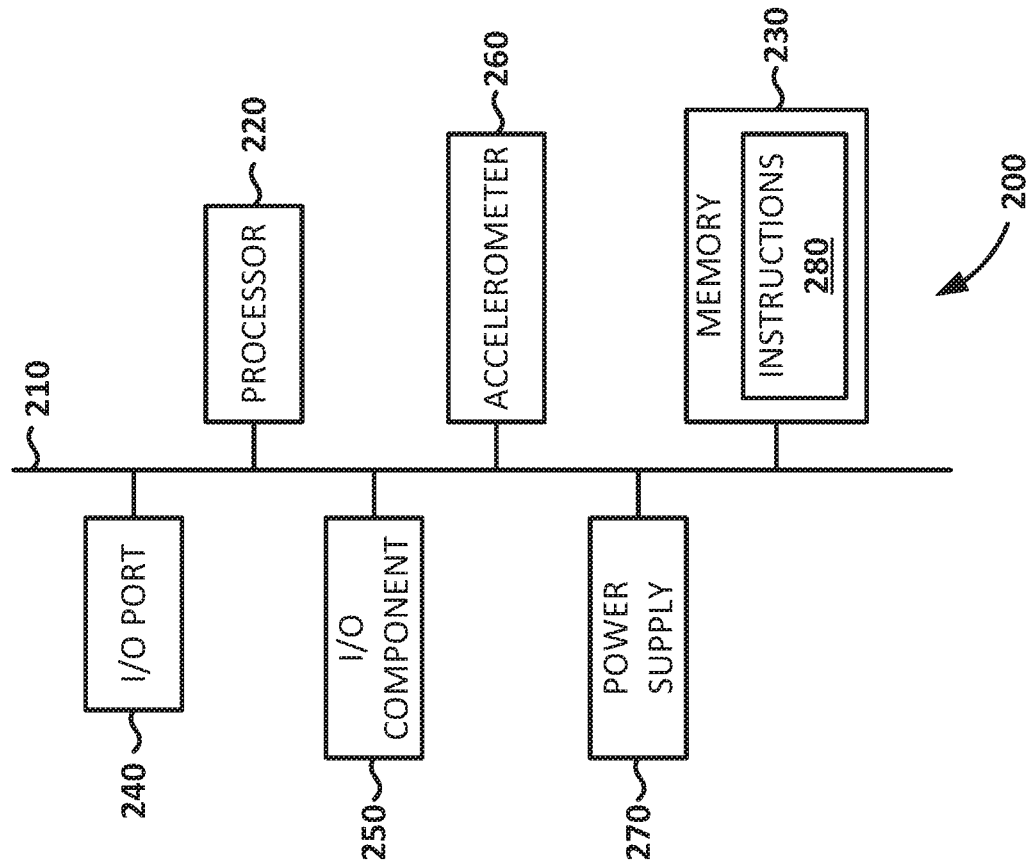 210
I/O PORT
240
PROCESSOR
220
I/O
COMPONENT
250
ACCELEROMETER
260
POWER
SUPPLY
270
MEMORY
INSTRUCTIONS
280
230
200